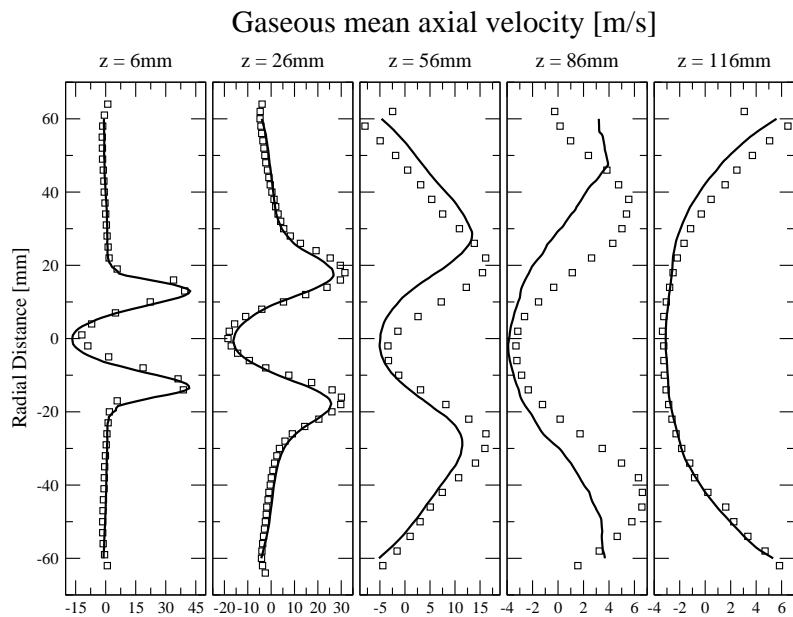 Gaseous mean axial velocity [m/s]
z = 6mm z = 26mm z = 56mm z = 86mm z = 116mm
Radial Distance [mm]
60
40
20
0
-20
-40
-60
-15 0 15 30 45 -20 -10 0 10 20 30 -5 0 5 10 15 -4 -2 0 2 4 6 -4 -2 0 2 4 6